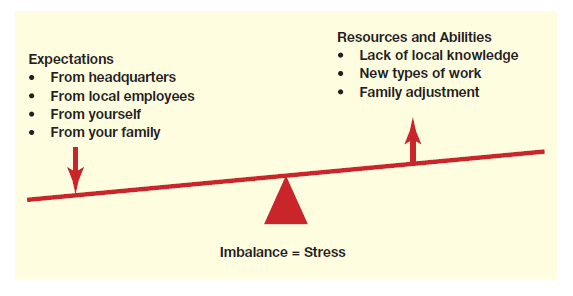 Expectations
• From headquarters
• From local employees
• From yourself
• From your family
Resources and Abilities
• Lack of local knowledge
• New types of work
• Family adjustment
Imbalance = Stress